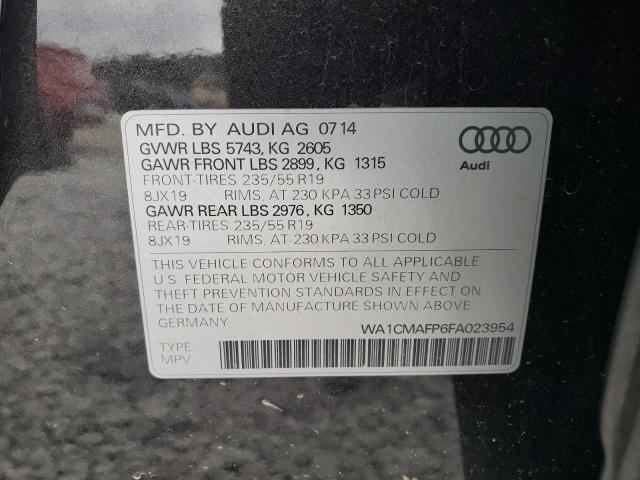 MFD. BY AUDI AG 07 14
GVWR LBS 5743, KG 2605
GAWR FRONT LBS 2899, KG 1315
FRONT-TIRES 235/55 R19
8JX19 RIMS, AT 230 KPA 33 PSI COLD
GAWR REAR LBS 2976, KG 1350
REAR-TIRES 235/55 R19
8JX19 RIMS, AT 230 KPA 33 PSI COLD
Audi
THIS VEHICLE CONFORMS TO ALL APPLICABLE
U.S. FEDERAL MOTOR VEHICLE SAFETY AND
THEFT PREVENTION STANDARDS IN EFFECT ON
THE DATE OF MANUFACTURE SHOWN ABOVE
GERMANY
WA1CMAFP6FA023954
TYPE
MPV